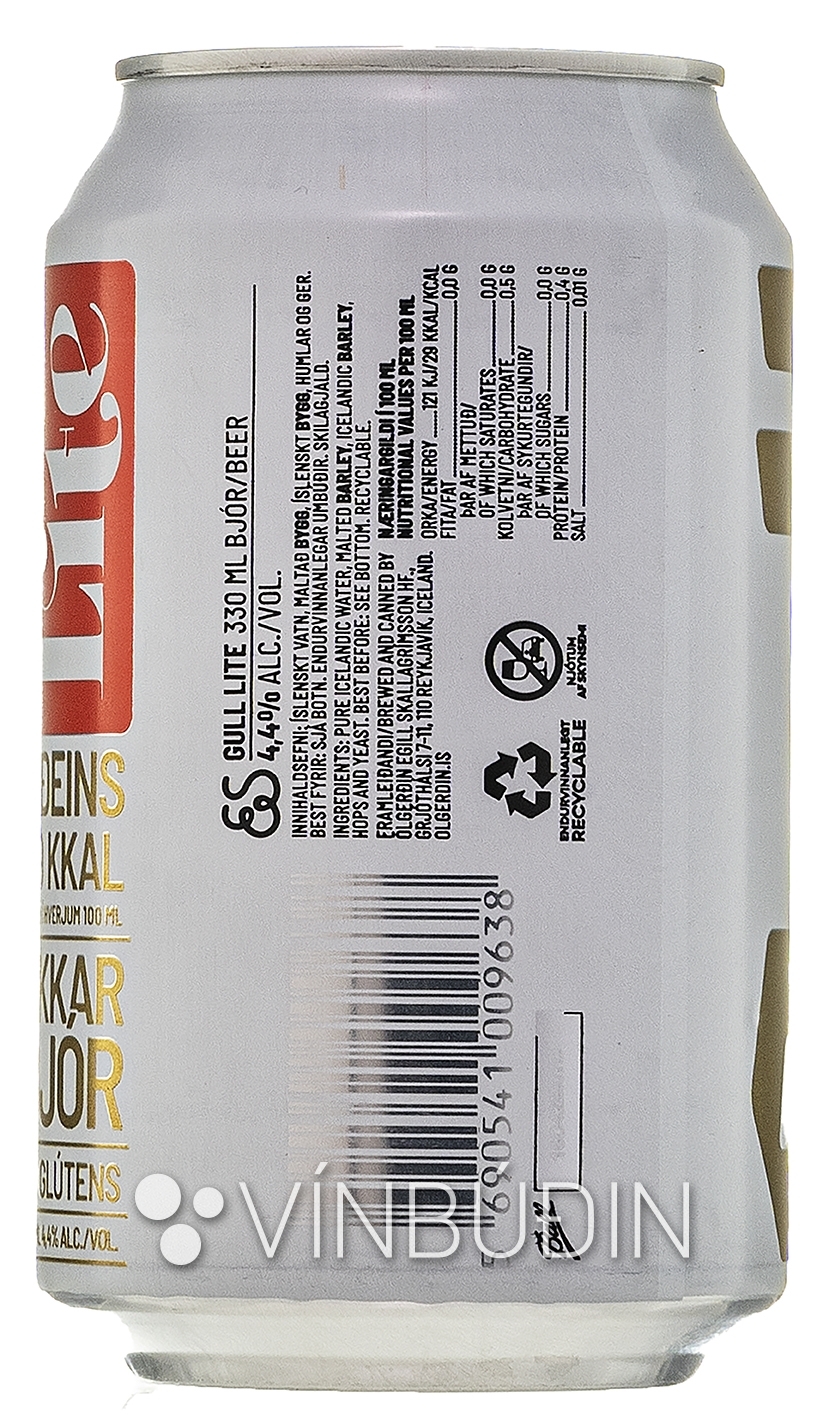 Lite
KKAL
HVERJUM 100 ML
GLÚTENS
4,4% ALC./VOL.
GULL LITE 330 ML BJÓR/BEER
4,4% ALC./VOL.
INNIHALDSEFNI: ÍSLENSKT VATN, MALTAÐ BYGG, ÍSLENSKT BYGG, HUMLAR OG GER.
BEST FYRIR: SJÁ BOTN. ENDURVINNANLEGAR UMBÚÐIR. SKILAGJALD.
INGREDIENTS: PURE ICELANDIC WATER, MALTED BARLEY, ICELANDIC BARLEY,
HOPS AND YEAST. BEST BEFORE: SEE BOTTOM. RECYCLABLE.
FRAMLEIÐANDI/BREWED AND CANNED BY
ÖLGERÐIN EGILL SKALLAGRÍMSSON HF.,
GRJÓTHÁLSI 7-11, 110 REYKJAVÍK, ICELAND.
OLGERDIN.IS
NÆRINGARGILDI Í 100 ML
NUTRITIONAL VALUES PER 100 ML
ORKA/ENERGY 121 KJ/29 KKAL/KCAL
FITA/FAT 0,0 G
ÞAR AF METTUÐ/
OF WHICH SATURATES 0,0 G
KOLVETNI/CARBOHYDRATE 0,5 G
ÞAR AF SYKURTEGUNDIR/
OF WHICH SUGARS 0,0 G
PROTEIN/PROTEIN 0,4 G
SALT 0,01 G
ENDURVINNANLEGT
RECYCLABLE
NJÓTUM
AF SKYNSEMI
5 690541 009638
VÍNBÚÐIN